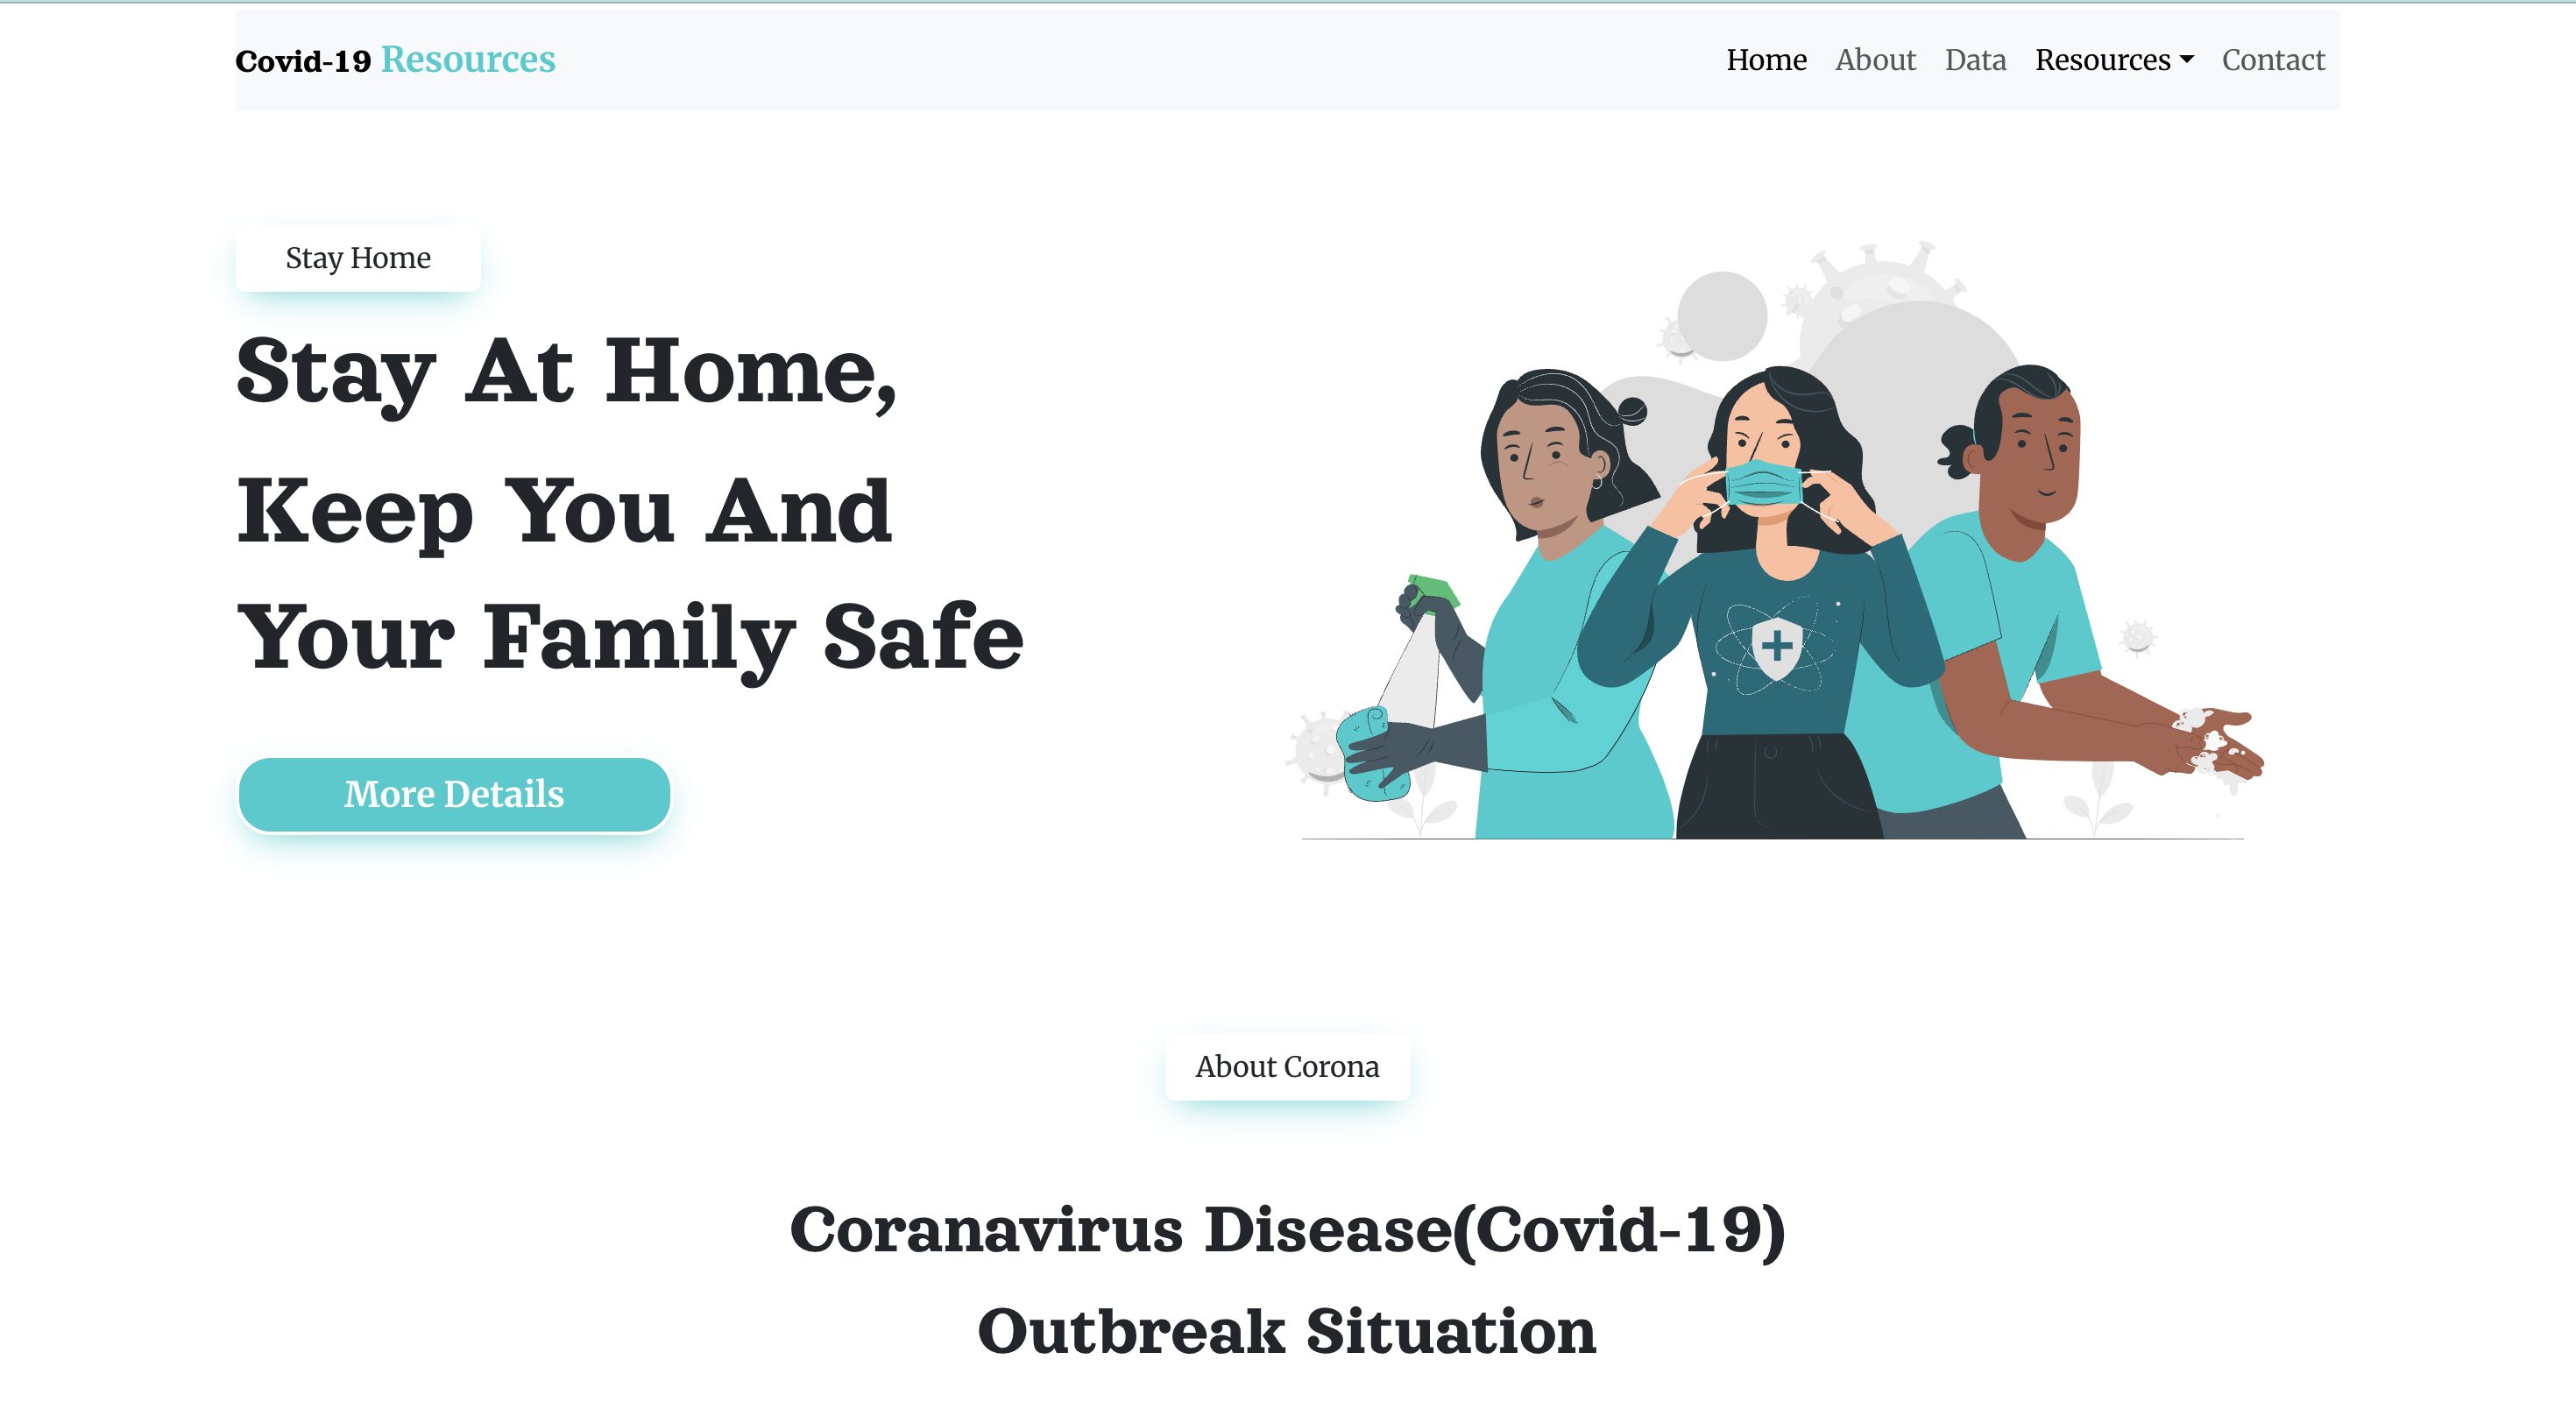 Covid-19 Resources
Home About Data Resources Contact
Stay Home
Stay At Home,
Keep You And
Your Family Safe
More Details
About Corona
Coranavirus Disease(Covid-19)
Outbreak Situation